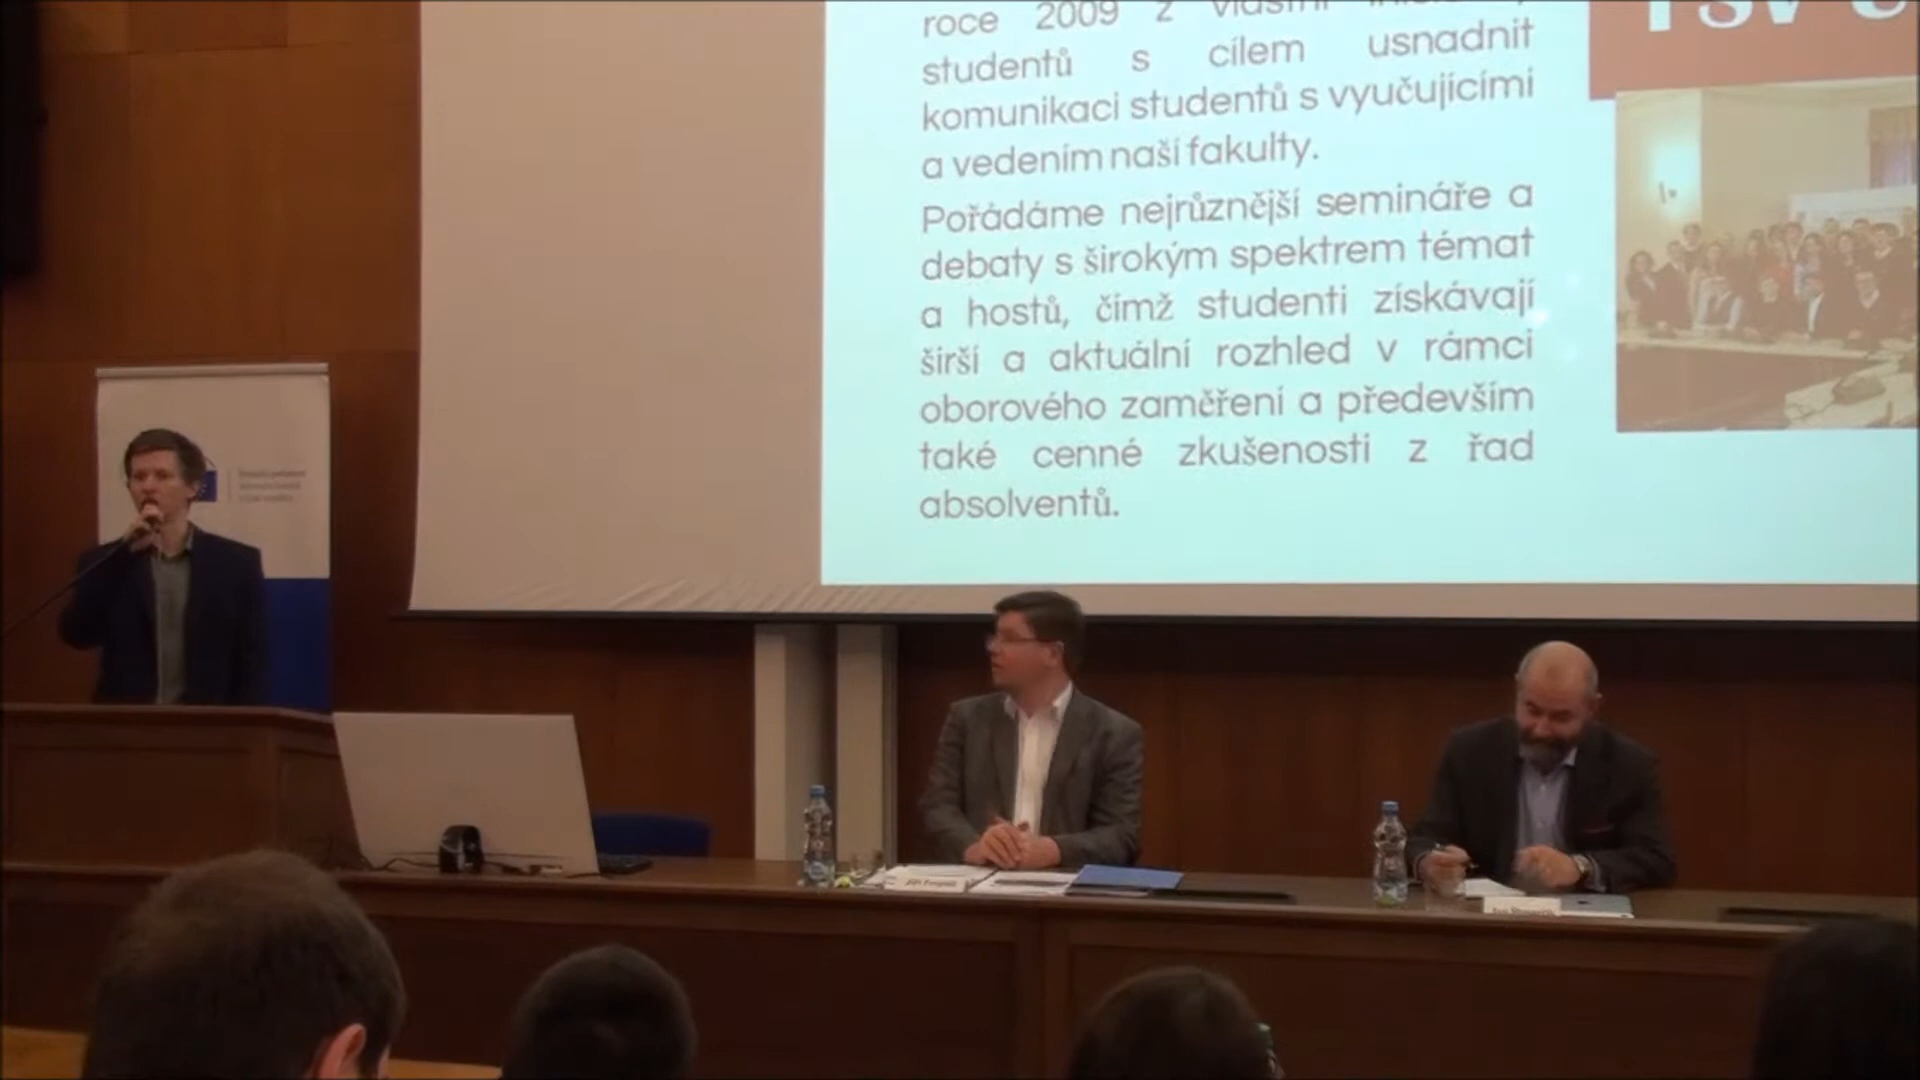 roce 2009 z vlastní
studentů s cílem usnadnit
komunikaci studentů s vyučujícími
a vedením naší fakulty.
Pořádáme nejrůznější semináře a
debaty s širokým spektrem témat
a hostů, čímž studenti získávají
širší a aktuální rozhled v rámci
oborového zaměření a především
také cenné zkušenosti z řad
absolventů.